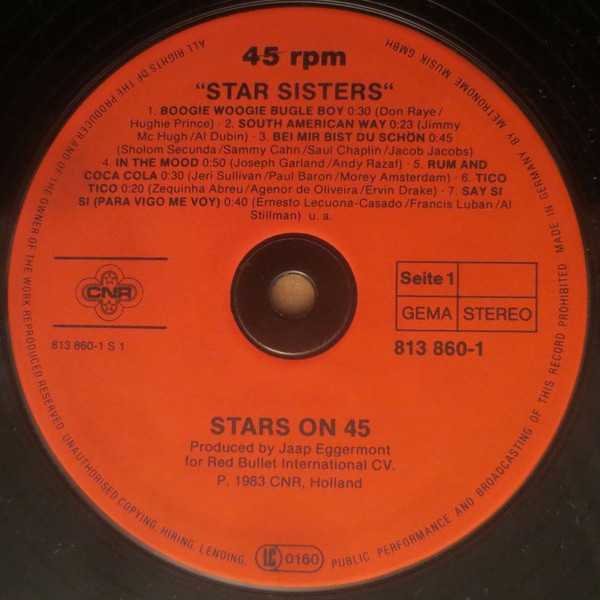 45 rpm
"STAR SISTERS"
1. BOOGIE WOOGIE BUGLE BOY 0:30 (Don Raye/
Hughie Prince) · 2. SOUTH AMERICAN WAY 0:23 (Jimmy
Mc Hugh/Al Dubin) · 3. BEI MIR BIST DU SCHÖN 0:45
(Sholom Secunda/Sammy Cahn/Saul Chaplin/Jacob Jacobs)
4. IN THE MOOD 0:50 (Joseph Garland/Andy Razaf) · 5. RUM AND
COCA COLA 0:30 (Jeri Sullivan/Paul Baron/Morey Amsterdam) · 6. TICO
TICO 0:20 (Zequinha Abreu/Agenor de Oliveira/Ervin Drake) · 7. SAY SI
SI (PARA VIGO ME VOY) 0:40 (Ernesto Lecuona-Casado/Francis Luban/Al
Stillman) u. a.
CNR
813 860-1 S 1
Seite 1
GEMA STEREO
813 860-1
STARS ON 45
Produced by Jaap Eggermont
for Red Bullet International CV.
P. 1983 CNR, Holland
LC 0160
ALL RIGHTS OF THE PRODUCER AND OF THE OWNER OF THE WORK REPRODUCED RESERVED. UNAUTHORISED COPYING, HIRING, LENDING, PUBLIC PERFORMANCE AND BROADCASTING OF THIS RECORD PROHIBITED MADE IN GERMANY BY METRONOME MUSIK GMBH